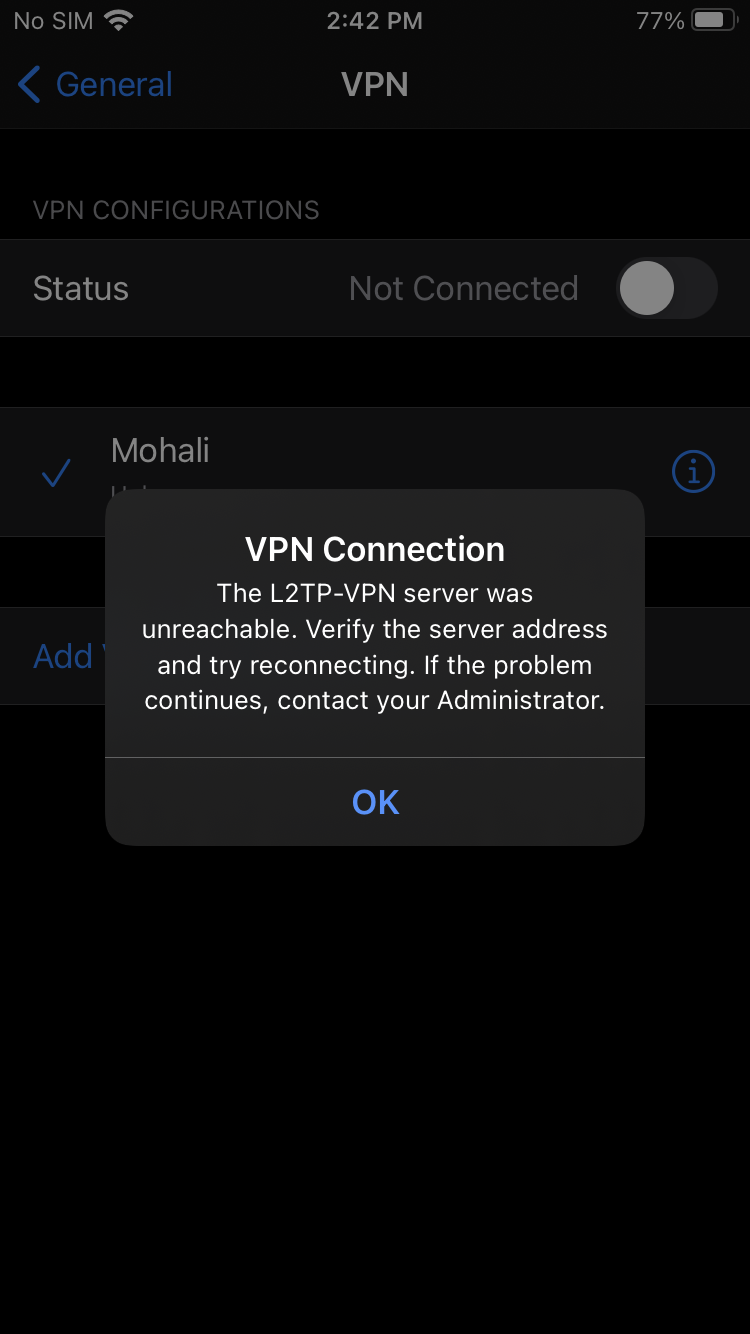 No SIM 2:42 PM 77%
General VPN
VPN CONFIGURATIONS
Status Not Connected
Mohali
VPN Connection
The L2TP-VPN server was
unreachable. Verify the server address
and try reconnecting. If the problem
continues, contact your Administrator.
Add
OK